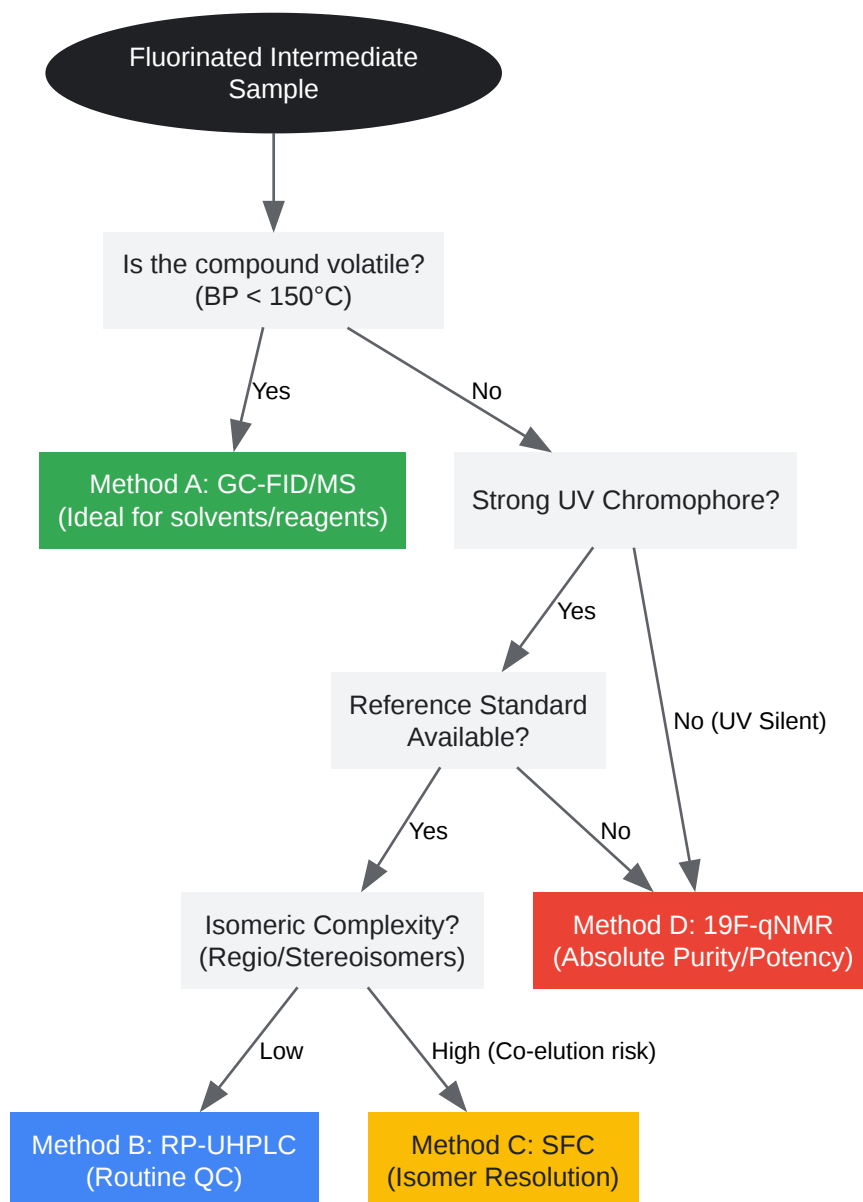 Fluorinated Intermediate
Sample
Is the compound volatile?
(BP < 150°C)
Yes
No
Method A: GC-FID/MS
(Ideal for solvents/reagents)
Strong UV Chromophore?
Yes
No (UV Silent)
Reference Standard
Available?
Yes
No
Isomeric Complexity?
(Regio/Stereoisomers)
Method D: 19F-qNMR
(Absolute Purity/Potency)
Low
High (Co-elution risk)
Method B: RP-UHPLC
(Routine QC)
Method C: SFC
(Isomer Resolution)